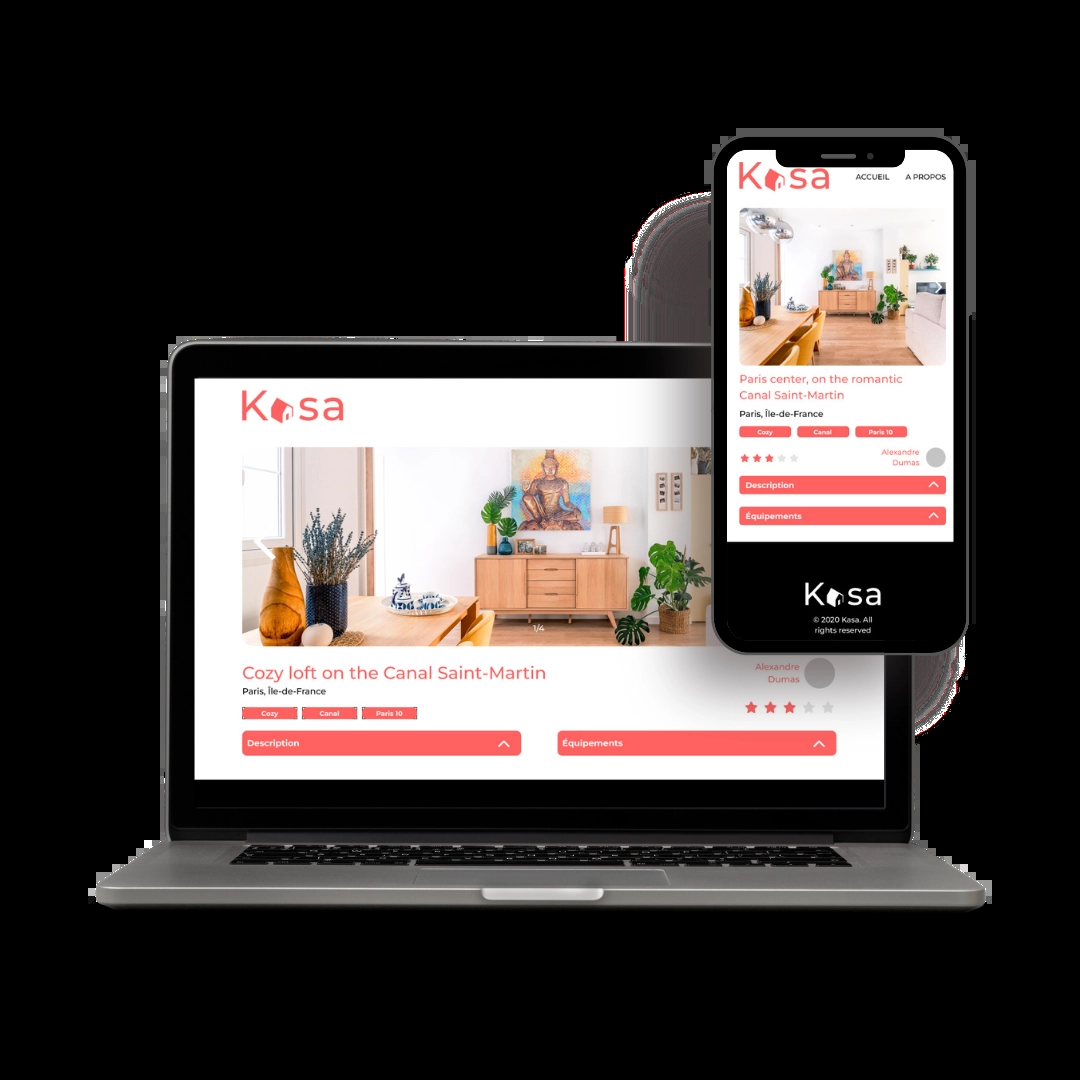 Kasa
Cozy loft on the Canal Saint-Martin
Paris, Île-de-France
Cozy
Canal
Paris 10
1/4
Alexandre
Dumas
Description
Équipements
Kasa
ACCUEIL
A PROPOS
Paris center, on the romantic
Canal Saint-Martin
Paris, Île-de-France
Cozy
Canal
Paris 10
Alexandre
Dumas
Description
Équipements
Kasa
© 2020 Kasa. All
rights reserved